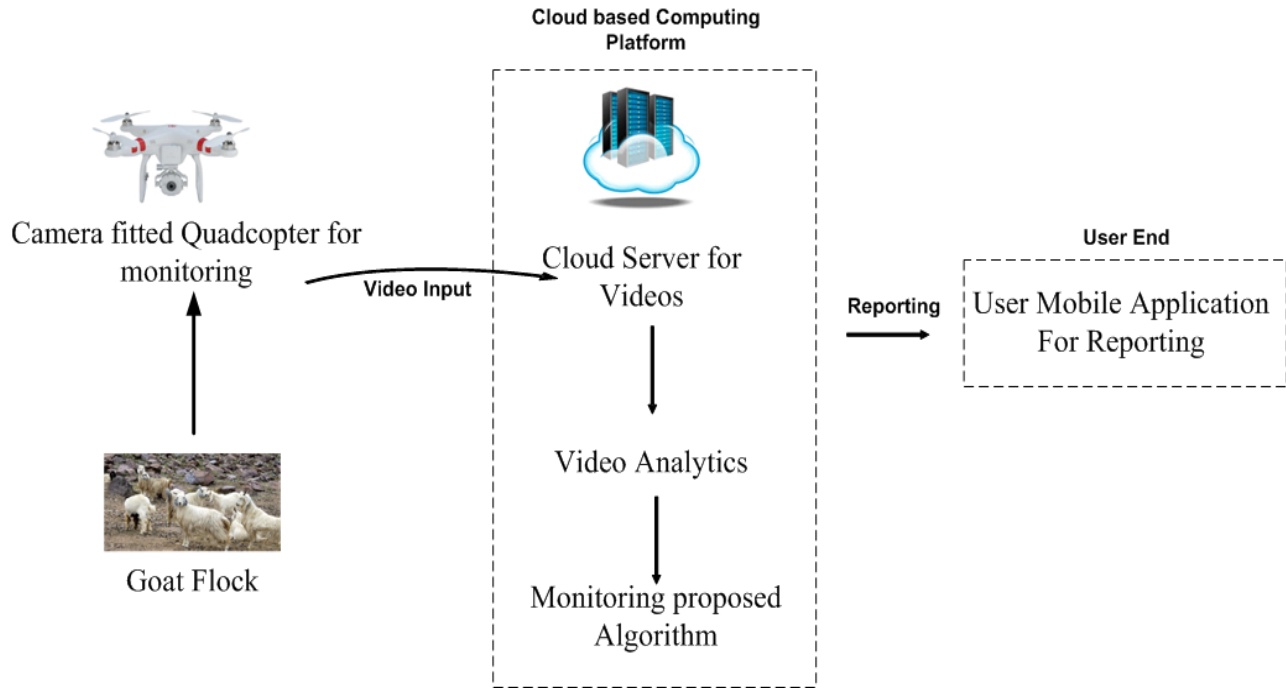 Cloud based Computing
Platform
Camera fitted Quadcopter for
monitoring
Video Input
Goat Flock
Cloud Server for
Videos
Video Analytics
Monitoring proposed
Algorithm
Reporting
User End
User Mobile Application
For Reporting